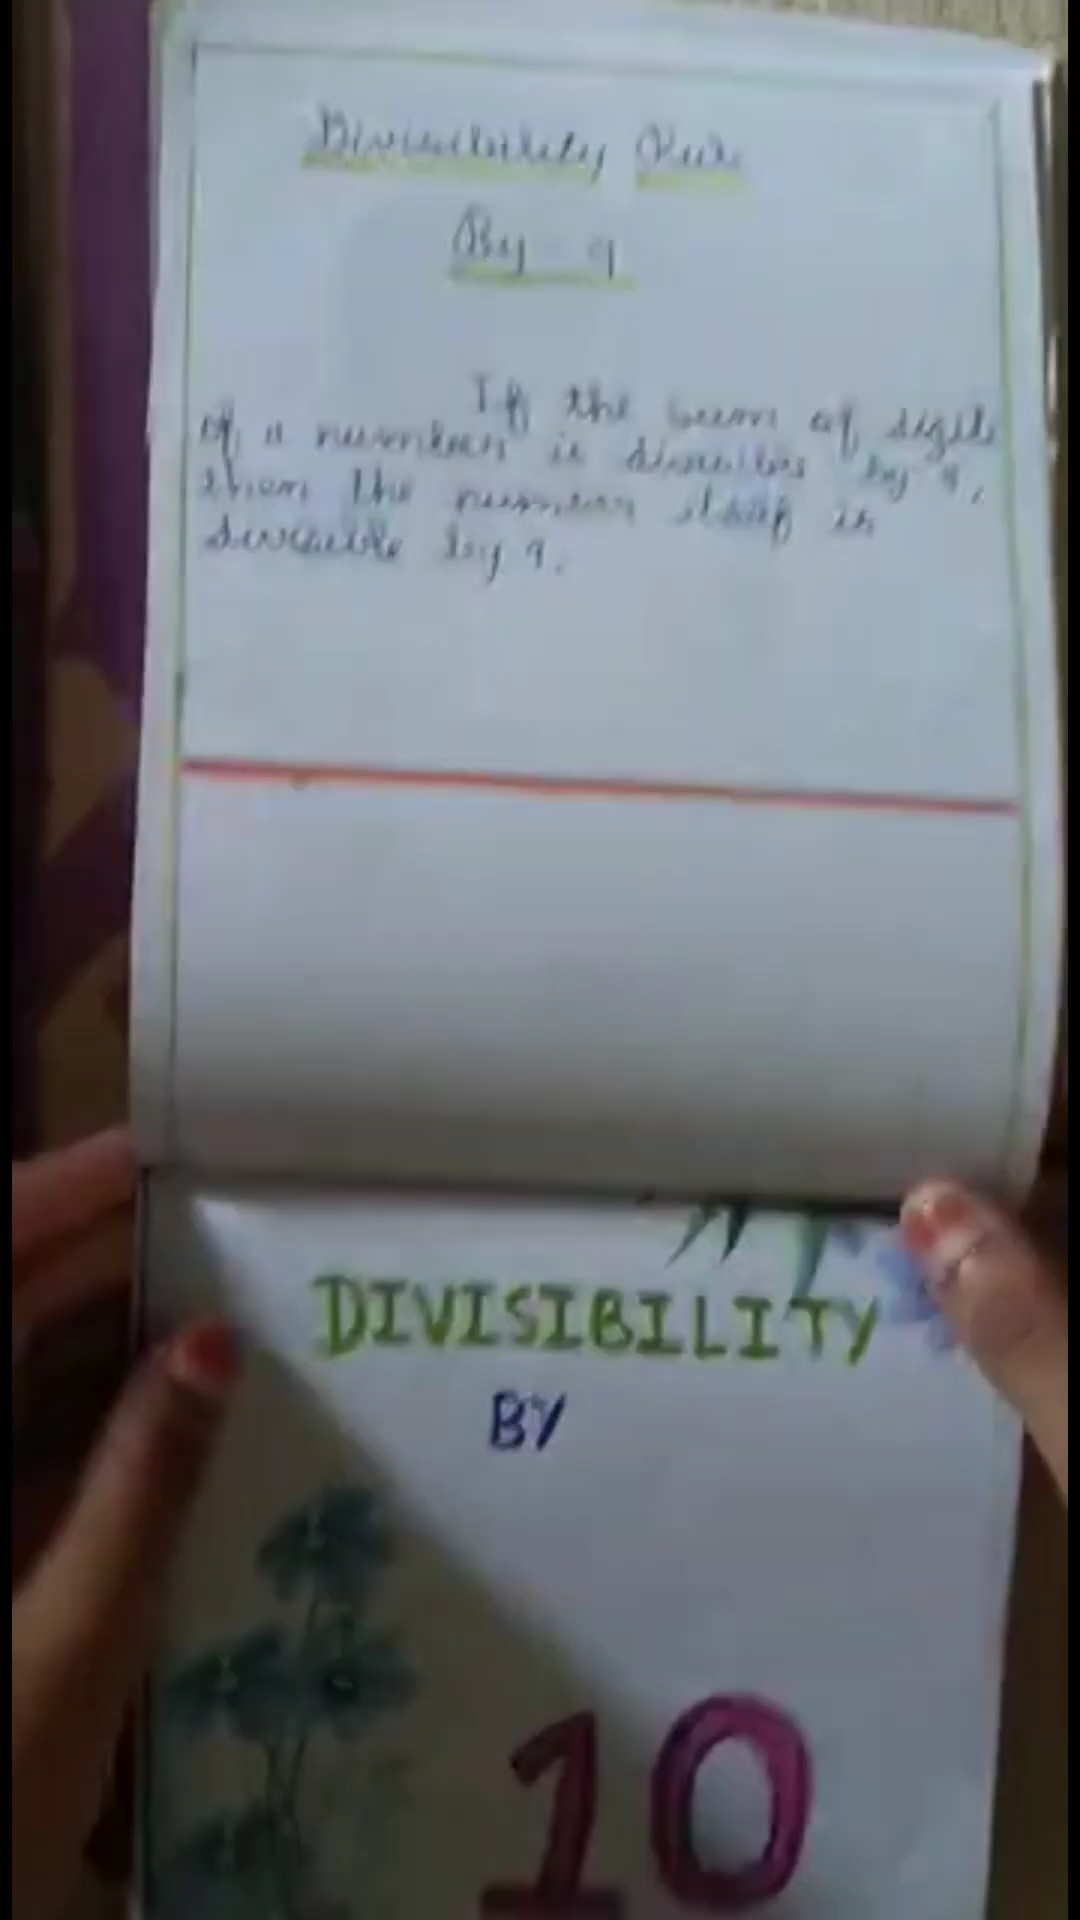 Divisibility Rule
By - 9
If the sum of digits
of a number is divisible by 9,
then the number itself is
divisible by 9.
DIVISIBILITY
BY
10